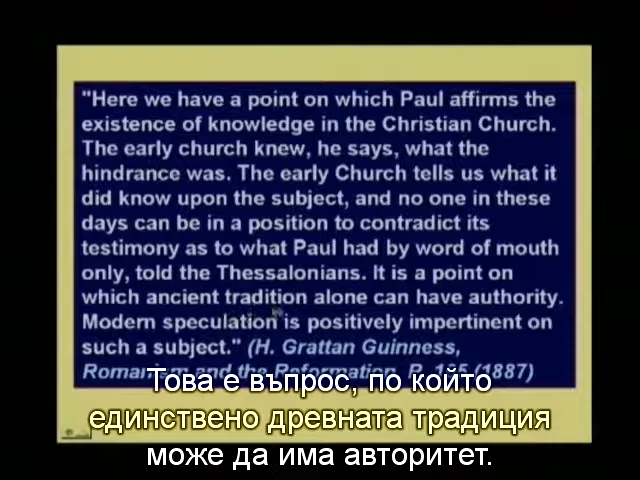 "Here we have a point on which Paul affirms the
existence of knowledge in the Christian Church.
The early church knew, he says, what the
hindrance was. The early Church tells us what it
did know upon the subject, and no one in these
days can be in a position to contradict its
testimony as to what Paul had by word of mouth
only, told the Thessalonians. It is a point on
which ancient tradition alone can have authority.
Modern speculation is positively impertinent on
such a subject." (H. Grattan Guinness,
Romanism and the Reformation, P. (1887)
Това е въпрос, по който
единствено древната традиция
може да има авторитет.